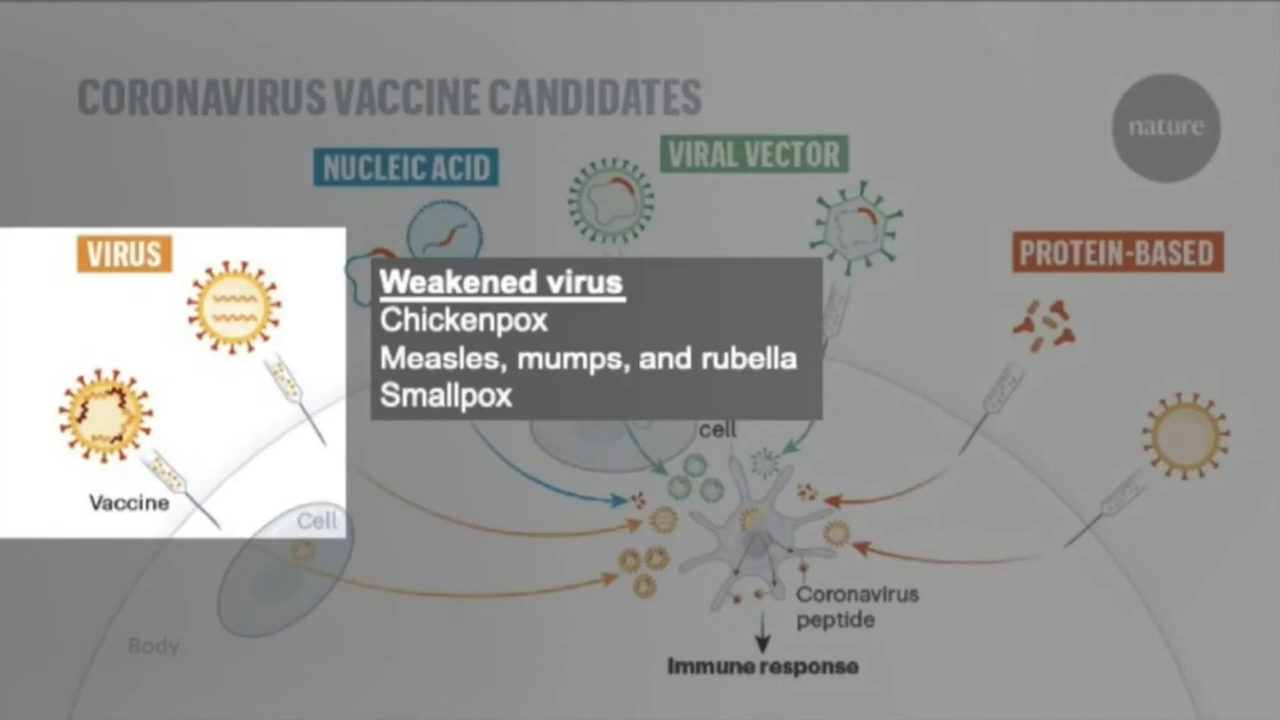 CORONAVIRUS VACCINE CANDIDATES
nature
NUCLEIC ACID
VIRAL VECTOR
VIRUS
PROTEIN-BASED
Weakened virus
Chickenpox
Measles, mumps, and rubella
Smallpox
cell
Vaccine
Cell
Coronavirus
peptide
Body
Immune response